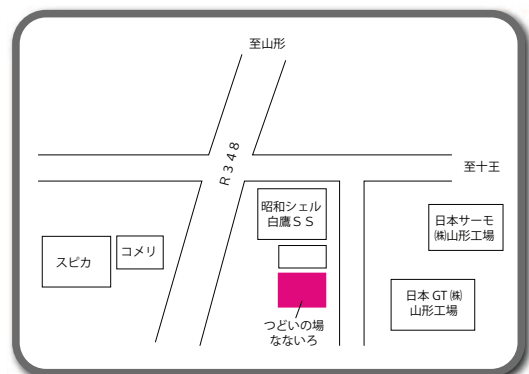 至山形
R348
至十王
昭和シェル
白鷹SS
日本サーモ
㈱山形工場
コメリ
スピカ
日本GT㈱
山形工場
つどいの場
なないろ